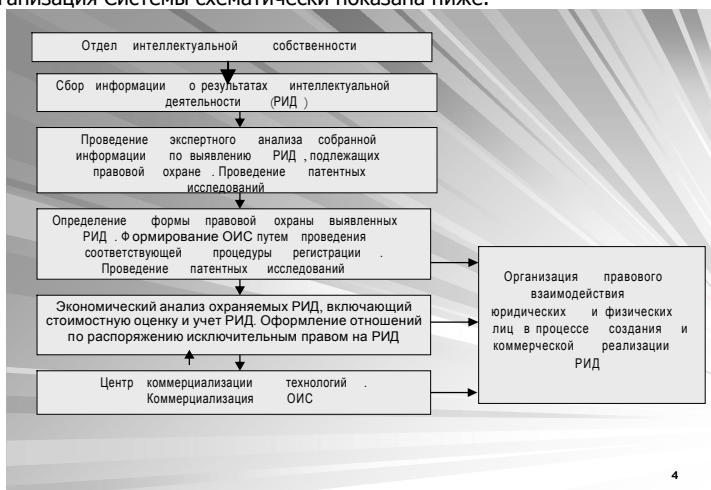 ганизация Системы схематически показана ниже.
Отдел интеллектуальной собственности
Сбор информации о результатах интеллектуальной
деятельности (РИД)
Проведение экспертного анализа собранной
информации по выявлению РИД , подлежащих
правовой охране . Проведение патентных
исследований
Определение формы правовой охраны выявленных
РИД . Формирование ОИС путем проведения
соответствующей процедуры регистрации .
Проведение патентных исследований
Экономический анализ охраняемых РИД, включающий
стоимостную оценку и учет РИД. Оформление отношений
по распоряжению исключительным правом на РИД
Центр коммерциализации технологий .
Коммерциализация ОИС
Организация правового
взаимодействия
юридических и физических
лиц в процессе создания и
коммерческой реализации
РИД
4